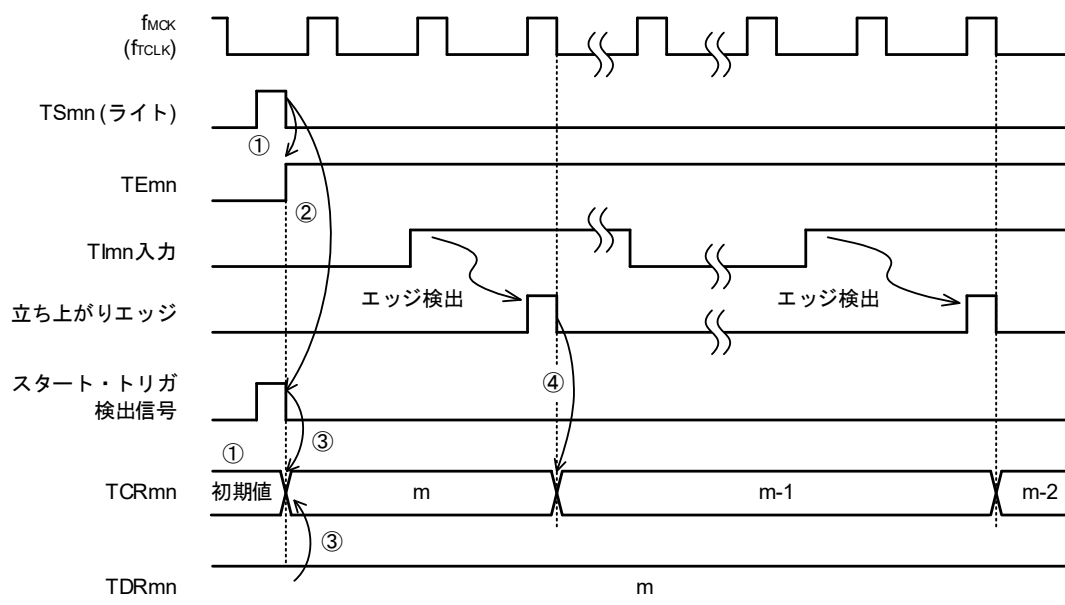 fMCK
(fTCLK)
TSmn (ライト)
①
TEmn
②
TImn入力
エッジ検出
エッジ検出
立ち上がりエッジ
④
スタート・トリガ
検出信号
①
③
TCRmn
初期値
m
m-1
m-2
③
TDRmn
m